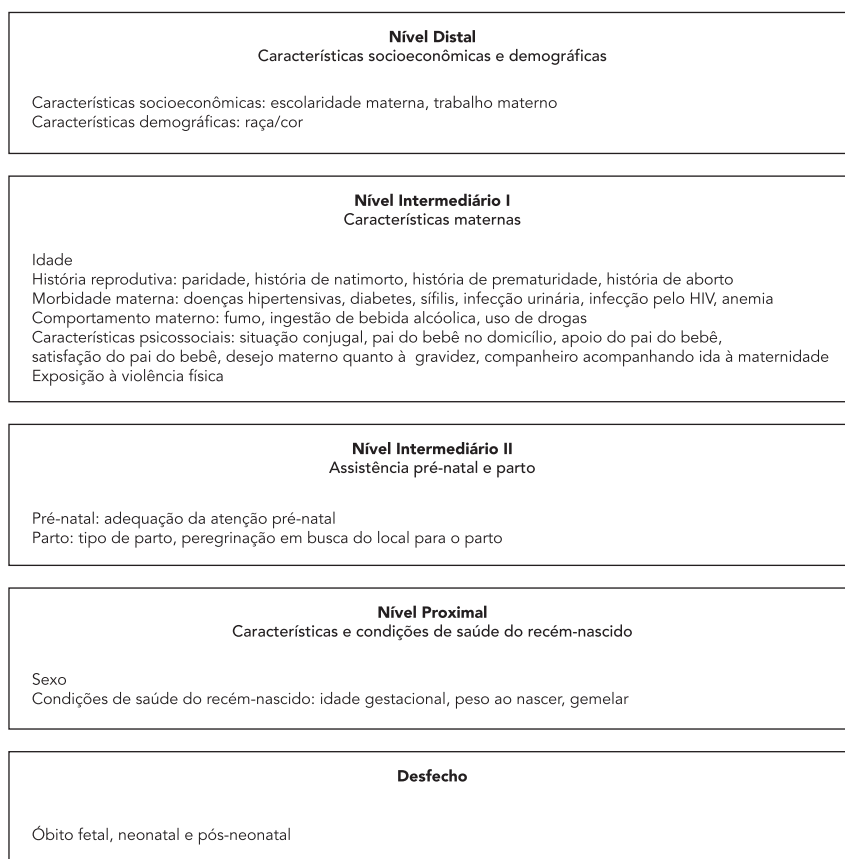 Nível Distal
Características socioeconômicas e demográficas
Características socioeconômicas: escolaridade materna, trabalho materno
Características demográficas: raça/cor
Nível Intermediário I
Características maternas
Idade
História reprodutiva: paridade, história de natimorto, história de prematuridade, história de aborto
Morbidade materna: doenças hipertensivas, diabetes, sífilis, infecção urinária, infecção pelo HIV, anemia
Comportamento materno: fumo, ingestão de bebida alcóolica, uso de drogas
Características psicossociais: situação conjugal, pai do bebê no domicílio, apoio do pai do bebê,
satisfação do pai do bebê, desejo materno quanto à gravidez, companheiro acompanhando ida à maternidade
Exposição à violência física
Nível Intermediário II
Assistência pré-natal e parto
Pré-natal: adequação da atenção pré-natal
Parto: tipo de parto, peregrinação em busca do local para o parto
Nível Proximal
Características e condições de saúde do recém-nascido
Sexo
Condições de saúde do recém-nascido: idade gestacional, peso ao nascer, gemelar
Desfecho
Óbito fetal, neonatal e pós-neonatal